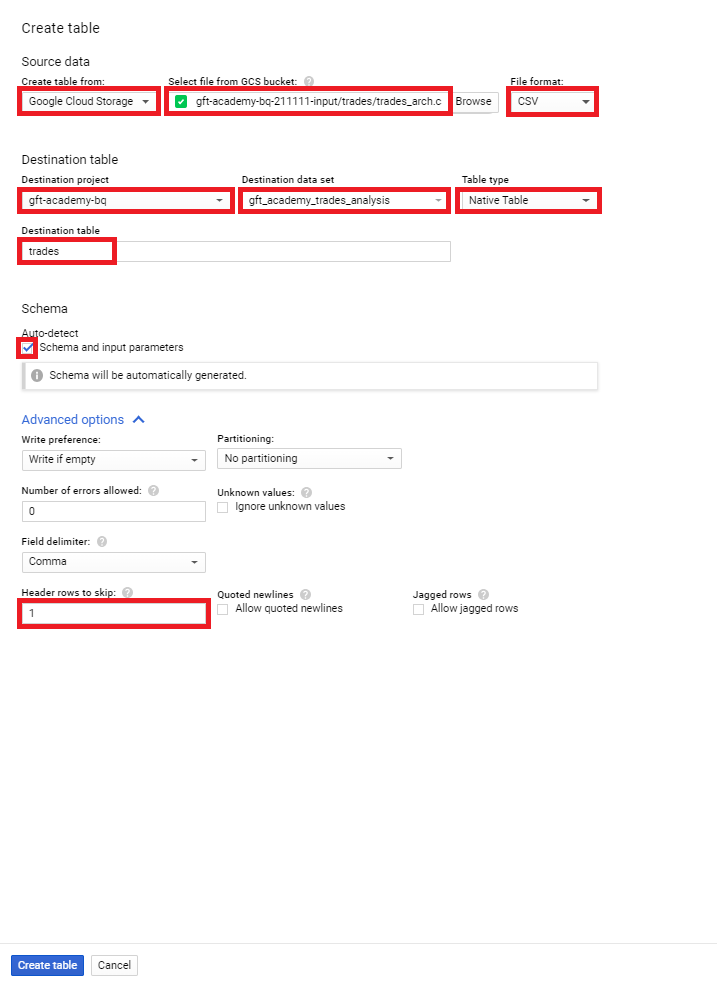 Create table
Source data
Create table from: Select file from GCS bucket: ? File format:
Google Cloud Storage gft-academy-bq-211111-input/trades/trades_arch.c Browse CSV
Destination table
Destination project Destination data set Table type
gft-academy-bq gft_academy_trades_analysis Native Table
Destination table
trades
Schema
Auto-detect
Schema and input parameters
Schema will be automatically generated.
Advanced options
Write preference: Partitioning:
Write if empty No partitioning
Number of errors allowed: ? Unknown values: ?
0 Ignore unknown values
Field delimiter: ?
Comma
Header rows to skip: ? Quoted newlines ? Jagged rows ?
1 Allow quoted newlines Allow jagged rows
Create table Cancel